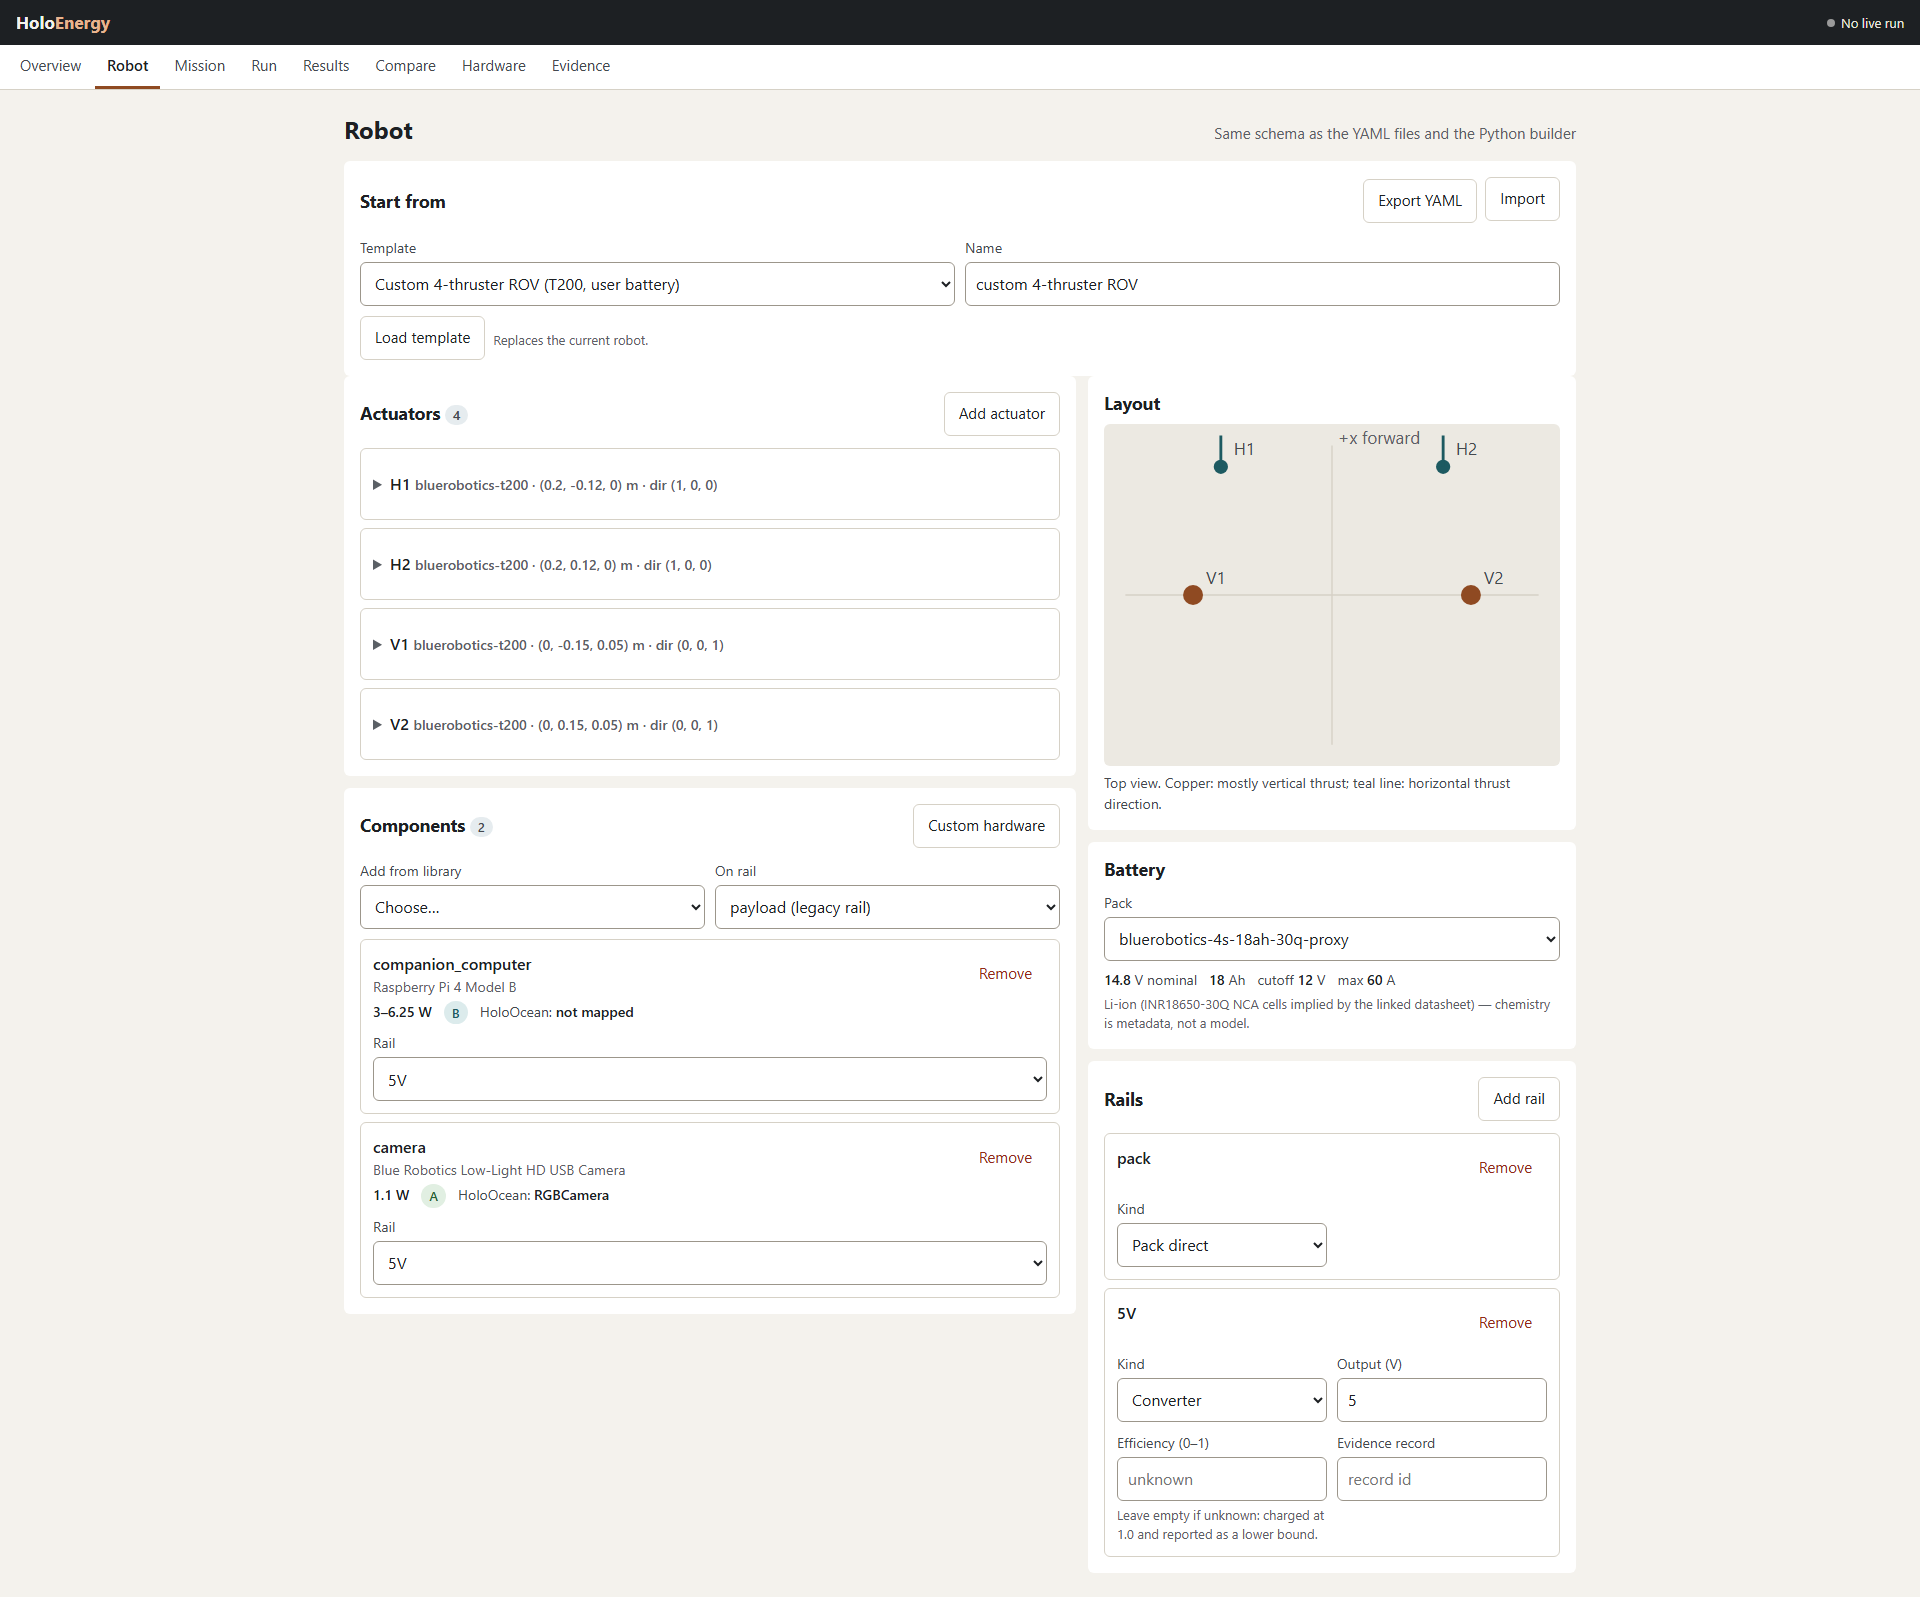 HoloEnergy
No live run
Overview Robot Mission Run Results Compare Hardware Evidence
Robot
Same schema as the YAML files and the Python builder
Start from
Export YAML
Import
Template
Name
Custom 4-thruster ROV (T200, user battery)
custom 4-thruster ROV
Load template
Replaces the current robot.
Actuators 4
Add actuator
H1 bluerobotics-t200 · (0.2, -0.12, 0) m · dir (1, 0, 0)
H2 bluerobotics-t200 · (0.2, 0.12, 0) m · dir (1, 0, 0)
V1 bluerobotics-t200 · (0, -0.15, 0.05) m · dir (0, 0, 1)
V2 bluerobotics-t200 · (0, 0.15, 0.05) m · dir (0, 0, 1)
Components 2
Custom hardware
Add from library
On rail
Choose...
payload (legacy rail)
companion_computer
Remove
Raspberry Pi 4 Model B
3–6.25 W B HoloOcean: not mapped
Rail
5V
camera
Remove
Blue Robotics Low-Light HD USB Camera
1.1 W A HoloOcean: RGBCamera
Rail
5V
Layout
+x forward
H1
H2
V1
V2
Top view. Copper: mostly vertical thrust; teal line: horizontal thrust
direction.
Battery
Pack
bluerobotics-4s-18ah-30q-proxy
14.8 V nominal 18 Ah cutoff 12 V max 60 A
Li-ion (INR18650-30Q NCA cells implied by the linked datasheet) — chemistry
is metadata, not a model.
Rails
Add rail
pack
Remove
Kind
Pack direct
5V
Remove
Kind
Output (V)
Converter
5
Efficiency (0–1)
Evidence record
unknown
record id
Leave empty if unknown: charged at
1.0 and reported as a lower bound.